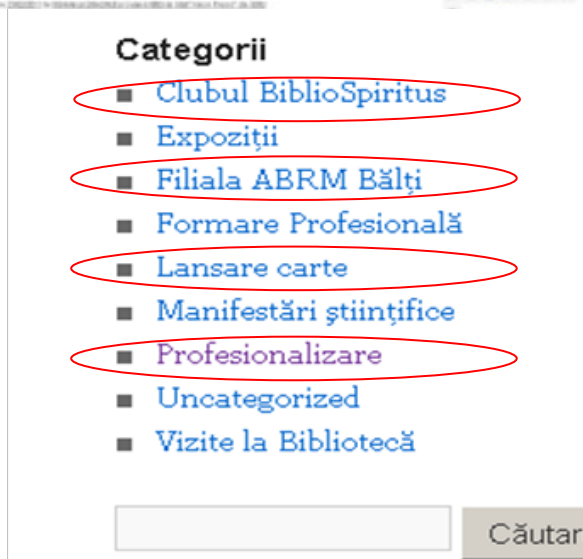 Categorii
Clubul BiblioSpiritus
Expoziții
Filiala ABRM Bălți
Formare Profesională
Lansare carte
Manifestări științifice
Profesionalizare
Uncategorized
Vizite la Bibliotecă
Căutar